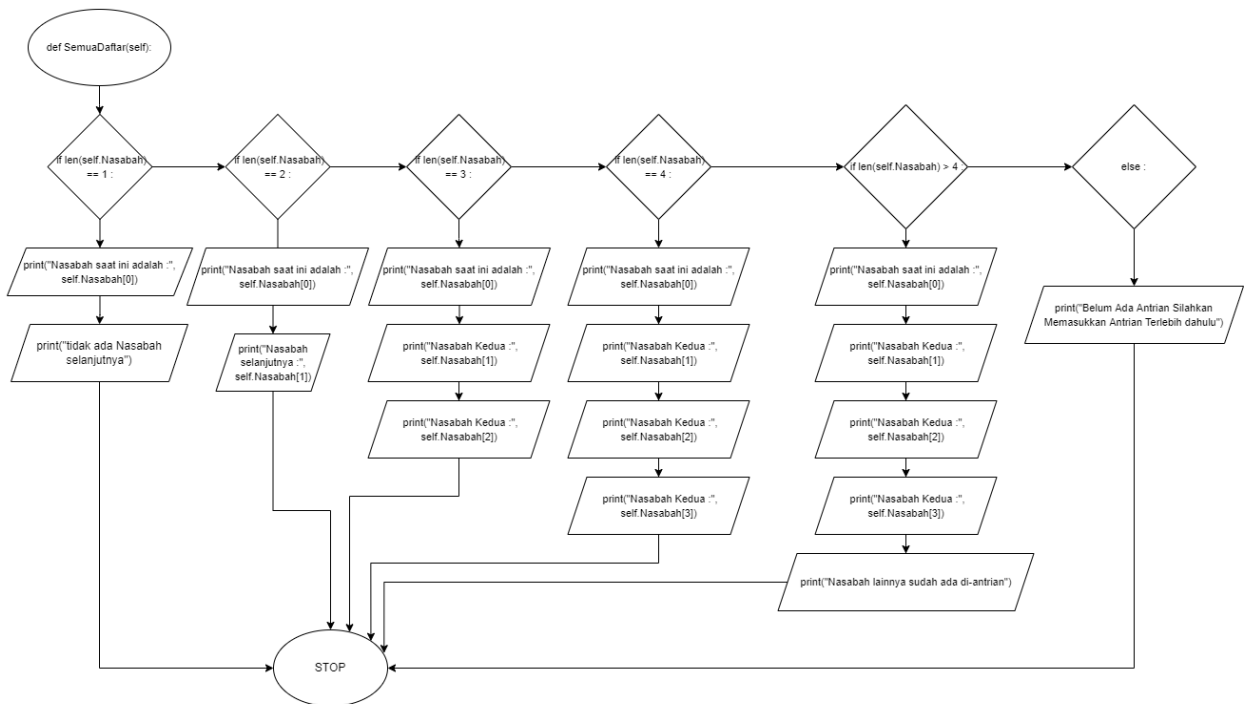 def SemuaDaftar(self):
if len(self.Nasabah)
== 1 :
if len(self.Nasabah)
== 2 :
if len(self.Nasabah)
== 3 :
if len(self.Nasabah)
== 4 :
if len(self.Nasabah) > 4 :
else :
print("Nasabah saat ini adalah :",
self.Nasabah[0])
print("tidak ada Nasabah
selanjutnya")
print("Nasabah saat ini adalah :",
self.Nasabah[0])
print("Nasabah
selanjutnya :",
self.Nasabah[1])
print("Nasabah saat ini adalah :",
self.Nasabah[0])
print("Nasabah Kedua :",
self.Nasabah[1])
print("Nasabah Kedua :",
self.Nasabah[2])
print("Nasabah saat ini adalah :",
self.Nasabah[0])
print("Nasabah Kedua :",
self.Nasabah[1])
print("Nasabah Kedua :",
self.Nasabah[2])
print("Nasabah Kedua :",
self.Nasabah[3])
print("Nasabah saat ini adalah :",
self.Nasabah[0])
print("Nasabah Kedua :",
self.Nasabah[1])
print("Nasabah Kedua :",
self.Nasabah[2])
print("Nasabah Kedua :",
self.Nasabah[3])
print("Nasabah lainnya sudah ada di-antrian")
print("Belum Ada Antrian Silahkan
Memasukkan Antrian Terlebih dahulu")
STOP